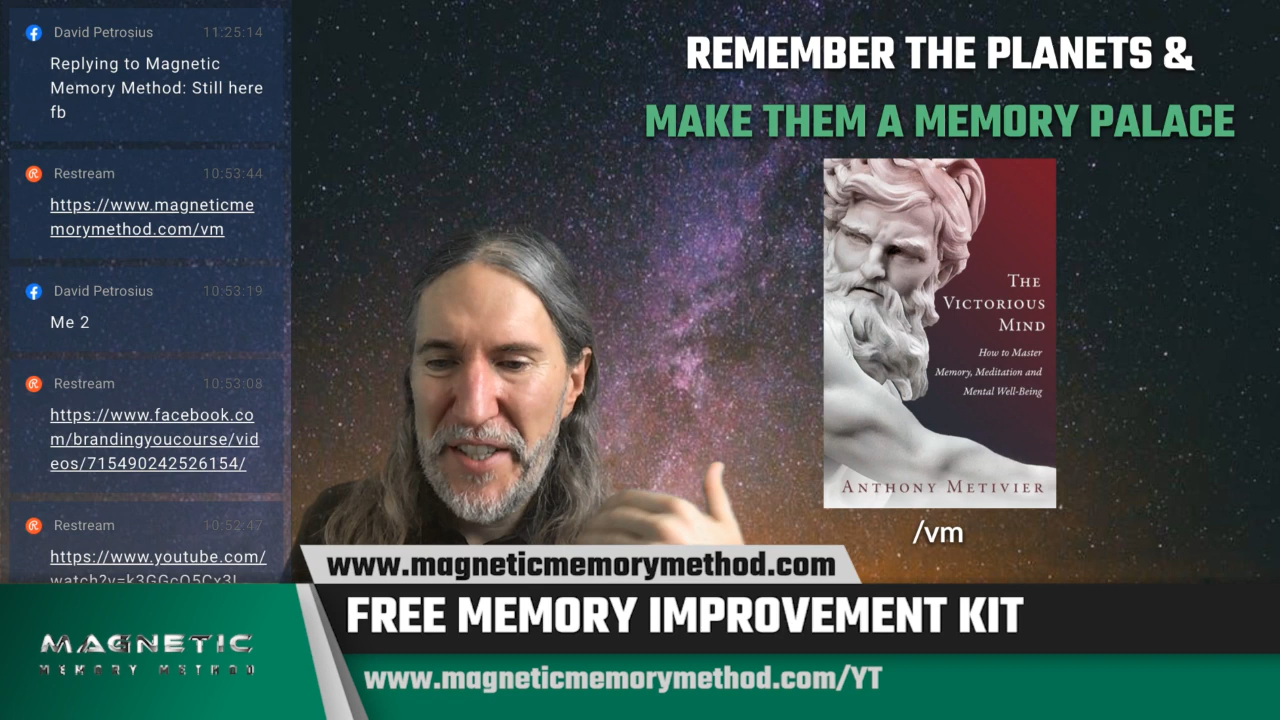 David Petrosius 11:25:14
Replying to Magnetic
Memory Method: Still here
fb
Restream 10:53:44
https://www.magneticme
morymethod.com/vm
David Petrosius 10:53:19
Me 2
Restream 10:53:08
https://www.facebook.co
m/brandingyoucourse/vid
eos/715490242526154/
Restream 10:52:47
https://www.youtube.com/
REMEMBER THE PLANETS &
MAKE THEM A MEMORY PALACE
THE
VICTORIOUS
MIND
How to Master
Memory, Meditation and
Mental Well-Being
ANTHONY METIVIER
/vm
www.magneticmemorymethod.com
FREE MEMORY IMPROVEMENT KIT
www.magneticmemorymethod.com/YT
MAGNETIC
MEMORY METHOD